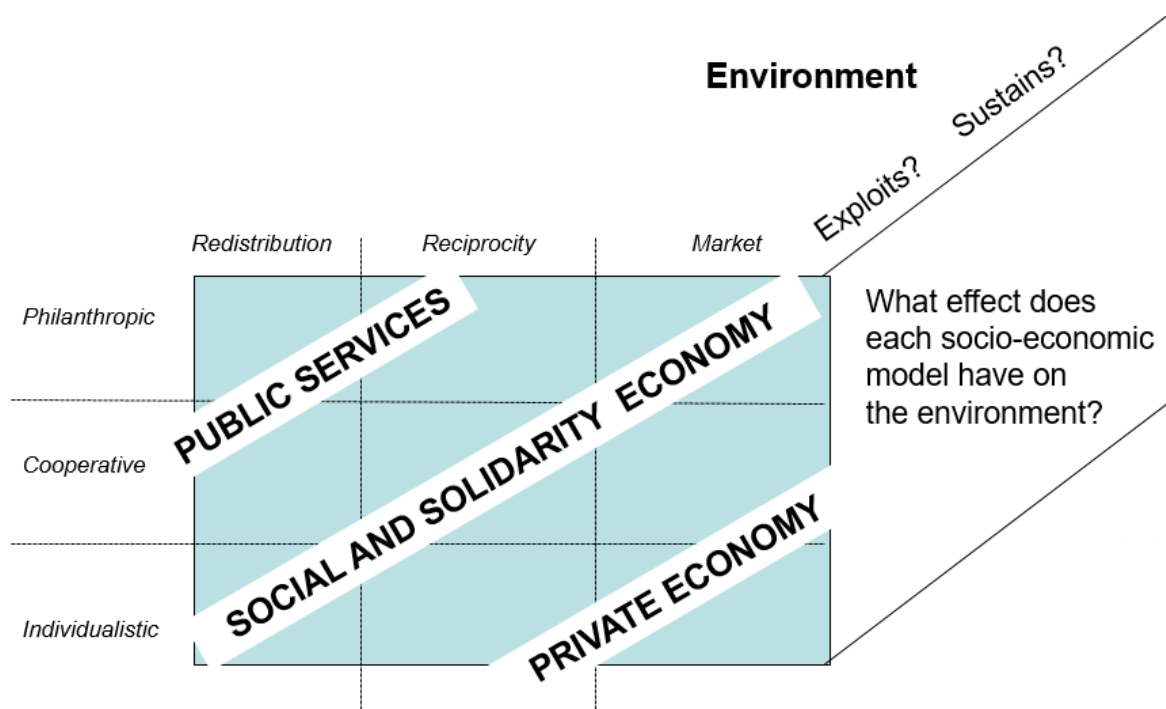 Environment
Sustains?
Exploits?
Redistribution
Reciprocity
Market
Philanthropic
PUBLIC SERVICES
What effect does
each socio-economic
model have on
the environment?
Cooperative
SOCIAL AND SOLIDARITY ECONOMY
Individualistic
PRIVATE ECONOMY